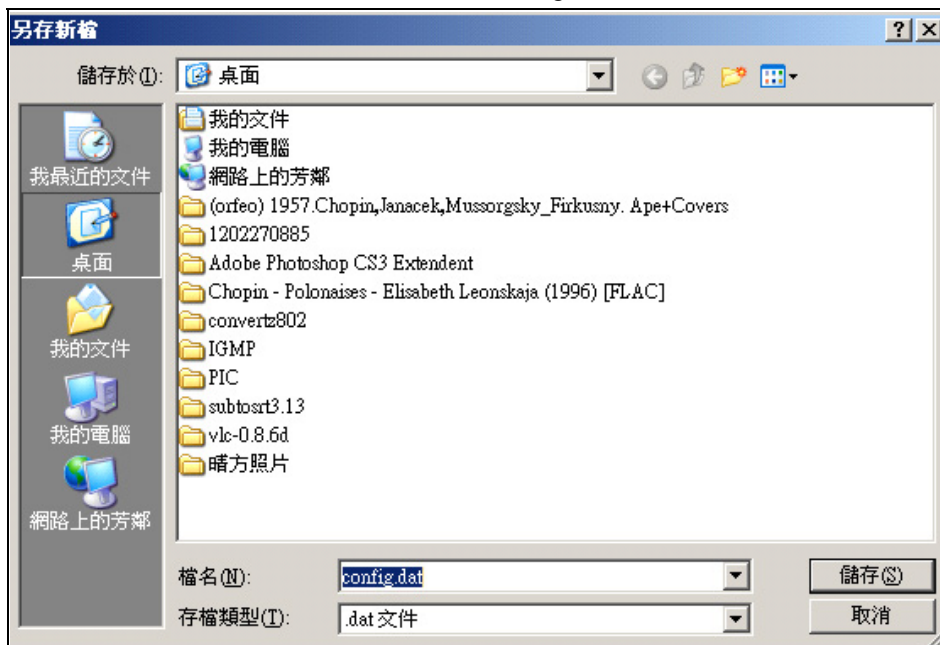 另存新檔
儲存於(I):
桌面
我最近的文件
桌面
我的文件
我的電腦
網路上的芳鄰
我的文件
我的電腦
網路上的芳鄰
(orfeo) 1957.Chopin,Janacek,Mussorgsky_Firkusny. Ape+Covers
1202270885
Adobe Photoshop CS3 Extendent
Chopin - Polonaises - Elisabeth Leonskaja (1996) [FLAC]
convertz802
IGMP
PIC
subtosrt3.13
vlc-0.8.6d
晴方照片
檔名(N):
config.dat
儲存(S)
存檔類型(T):
.dat 文件
取消